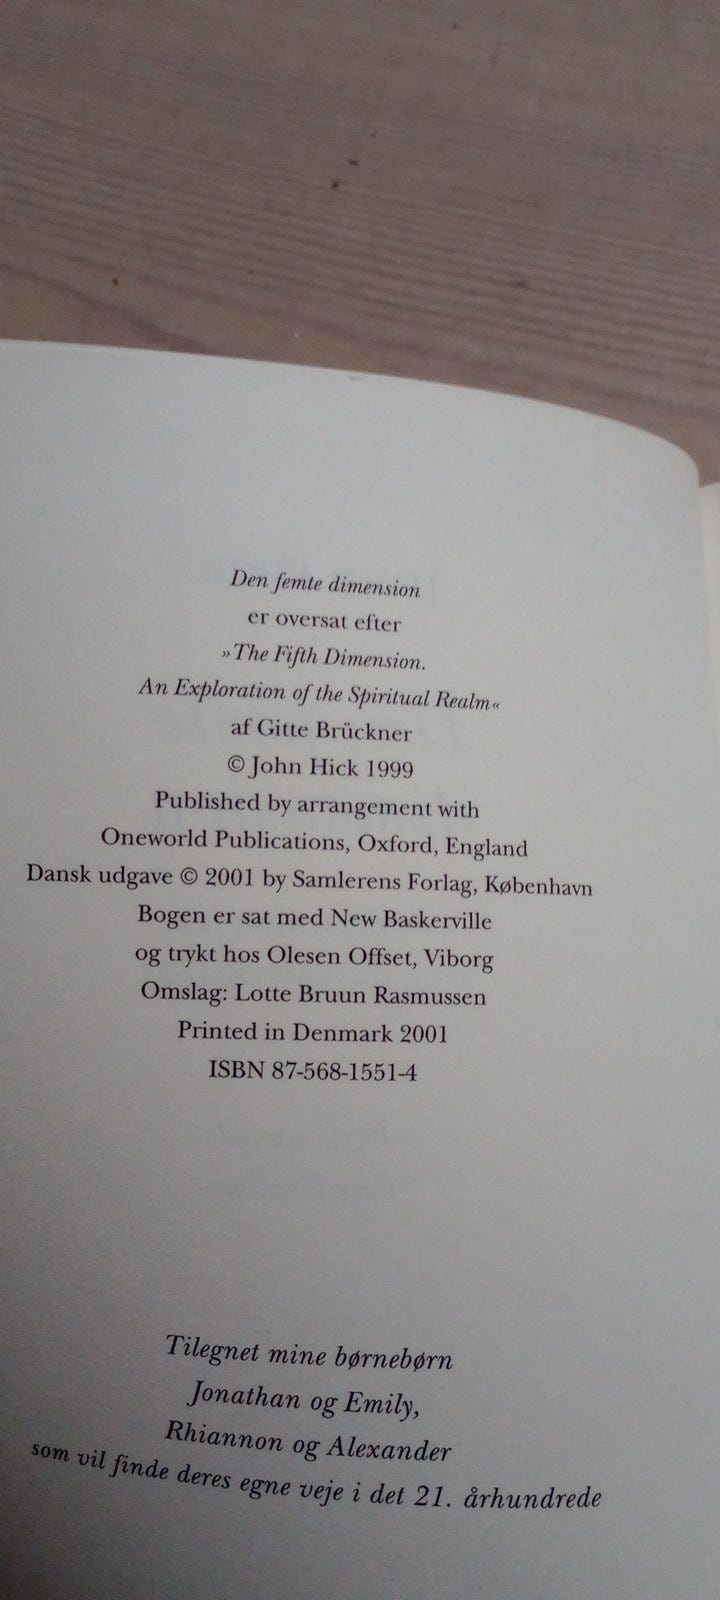 Den femte dimension
er oversat efter
»The Fifth Dimension.
An Exploration of the Spiritual Realm«
af Gitte Brückner
© John Hick 1999
Published by arrangement with
Oneworld Publications, Oxford, England
Dansk udgave © 2001 by Samlerens Forlag, København
Bogen er sat med New Baskerville
og trykt hos Olesen Offset, Viborg
Omslag: Lotte Bruun Rasmussen
Printed in Denmark 2001
ISBN 87-568-1551-4
Tilegnet mine børnebørn
Jonathan og Emily,
Rhiannon og Alexander
som vil finde deres egne veje i det 21. århundrede